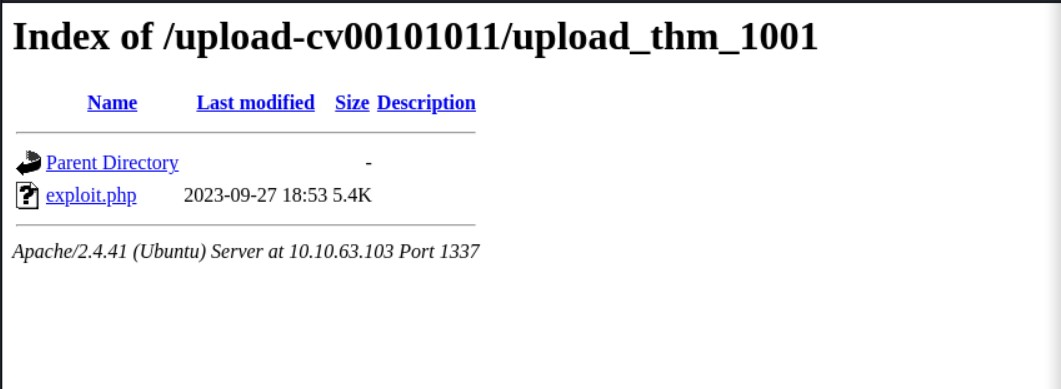 Index of /upload-cv00101011/upload_thm_1001
Name Last modified Size Description
Parent Directory -
exploit.php 2023-09-27 18:53 5.4K
Apache/2.4.41 (Ubuntu) Server at 10.10.63.103 Port 1337